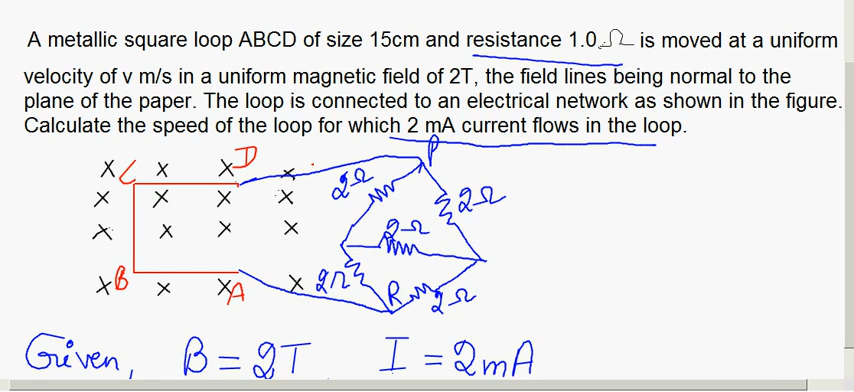 A metallic square loop ABCD of size 15cm and resistance 1.0 Ω is moved at a uniform
velocity of v m/s in a uniform magnetic field of 2T, the field lines being normal to the
plane of the paper. The loop is connected to an electrical network as shown in the figure.
Calculate the speed of the loop for which 2 mA current flows in the loop.
P
x C x x D x
2Ω 2Ω
x x x x
x x x x 2Ω
x B x x A x 2Ω R 2Ω
Given, B = 2T I = 2mA